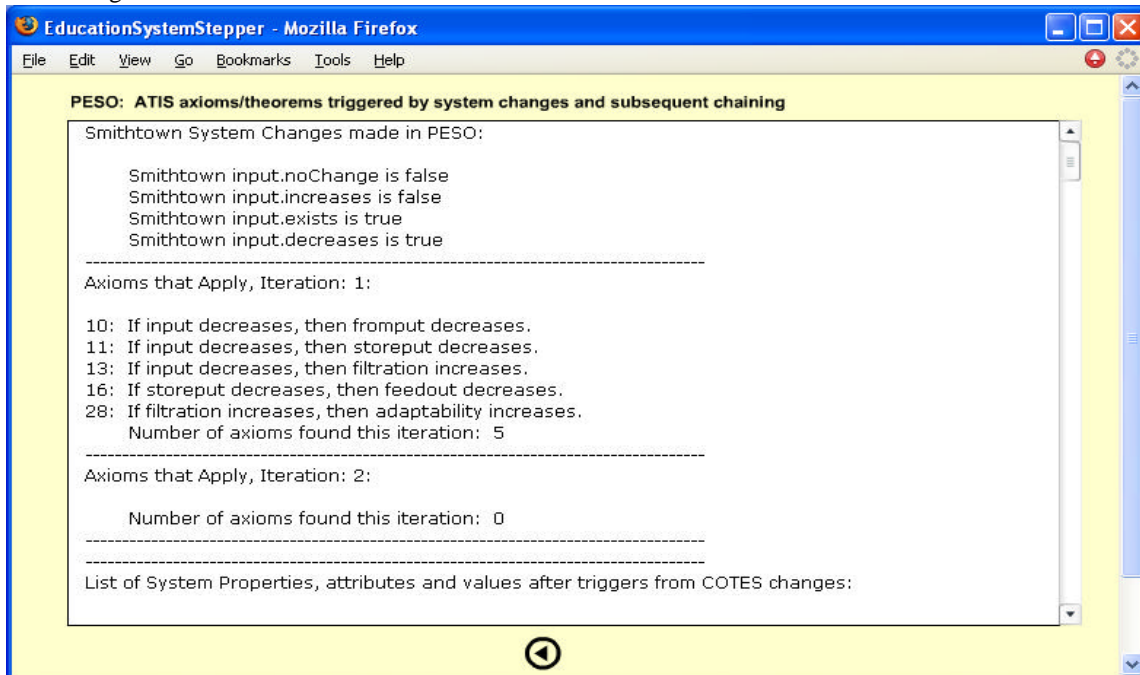 EducationSystemStepper - Mozilla Firefox
File Edit View Go Bookmarks Tools Help
PESO: ATIS axioms/theorems triggered by system changes and subsequent chaining
Smithtown System Changes made in PESO:
Smithtown input.noChange is false
Smithtown input.increases is false
Smithtown input.exists is true
Smithtown input.decreases is true
--------------------------------------------------------------------------------
Axioms that Apply, Iteration: 1:
10: If input decreases, then fromput decreases.
11: If input decreases, then storeput decreases.
13: If input decreases, then filtration increases.
16: If storeput decreases, then feedout decreases.
28: If filtration increases, then adaptability increases.
Number of axioms found this iteration: 5
--------------------------------------------------------------------------------
Axioms that Apply, Iteration: 2:
Number of axioms found this iteration: 0
--------------------------------------------------------------------------------
--------------------------------------------------------------------------------
List of System Properties, attributes and values after triggers from COTES changes: